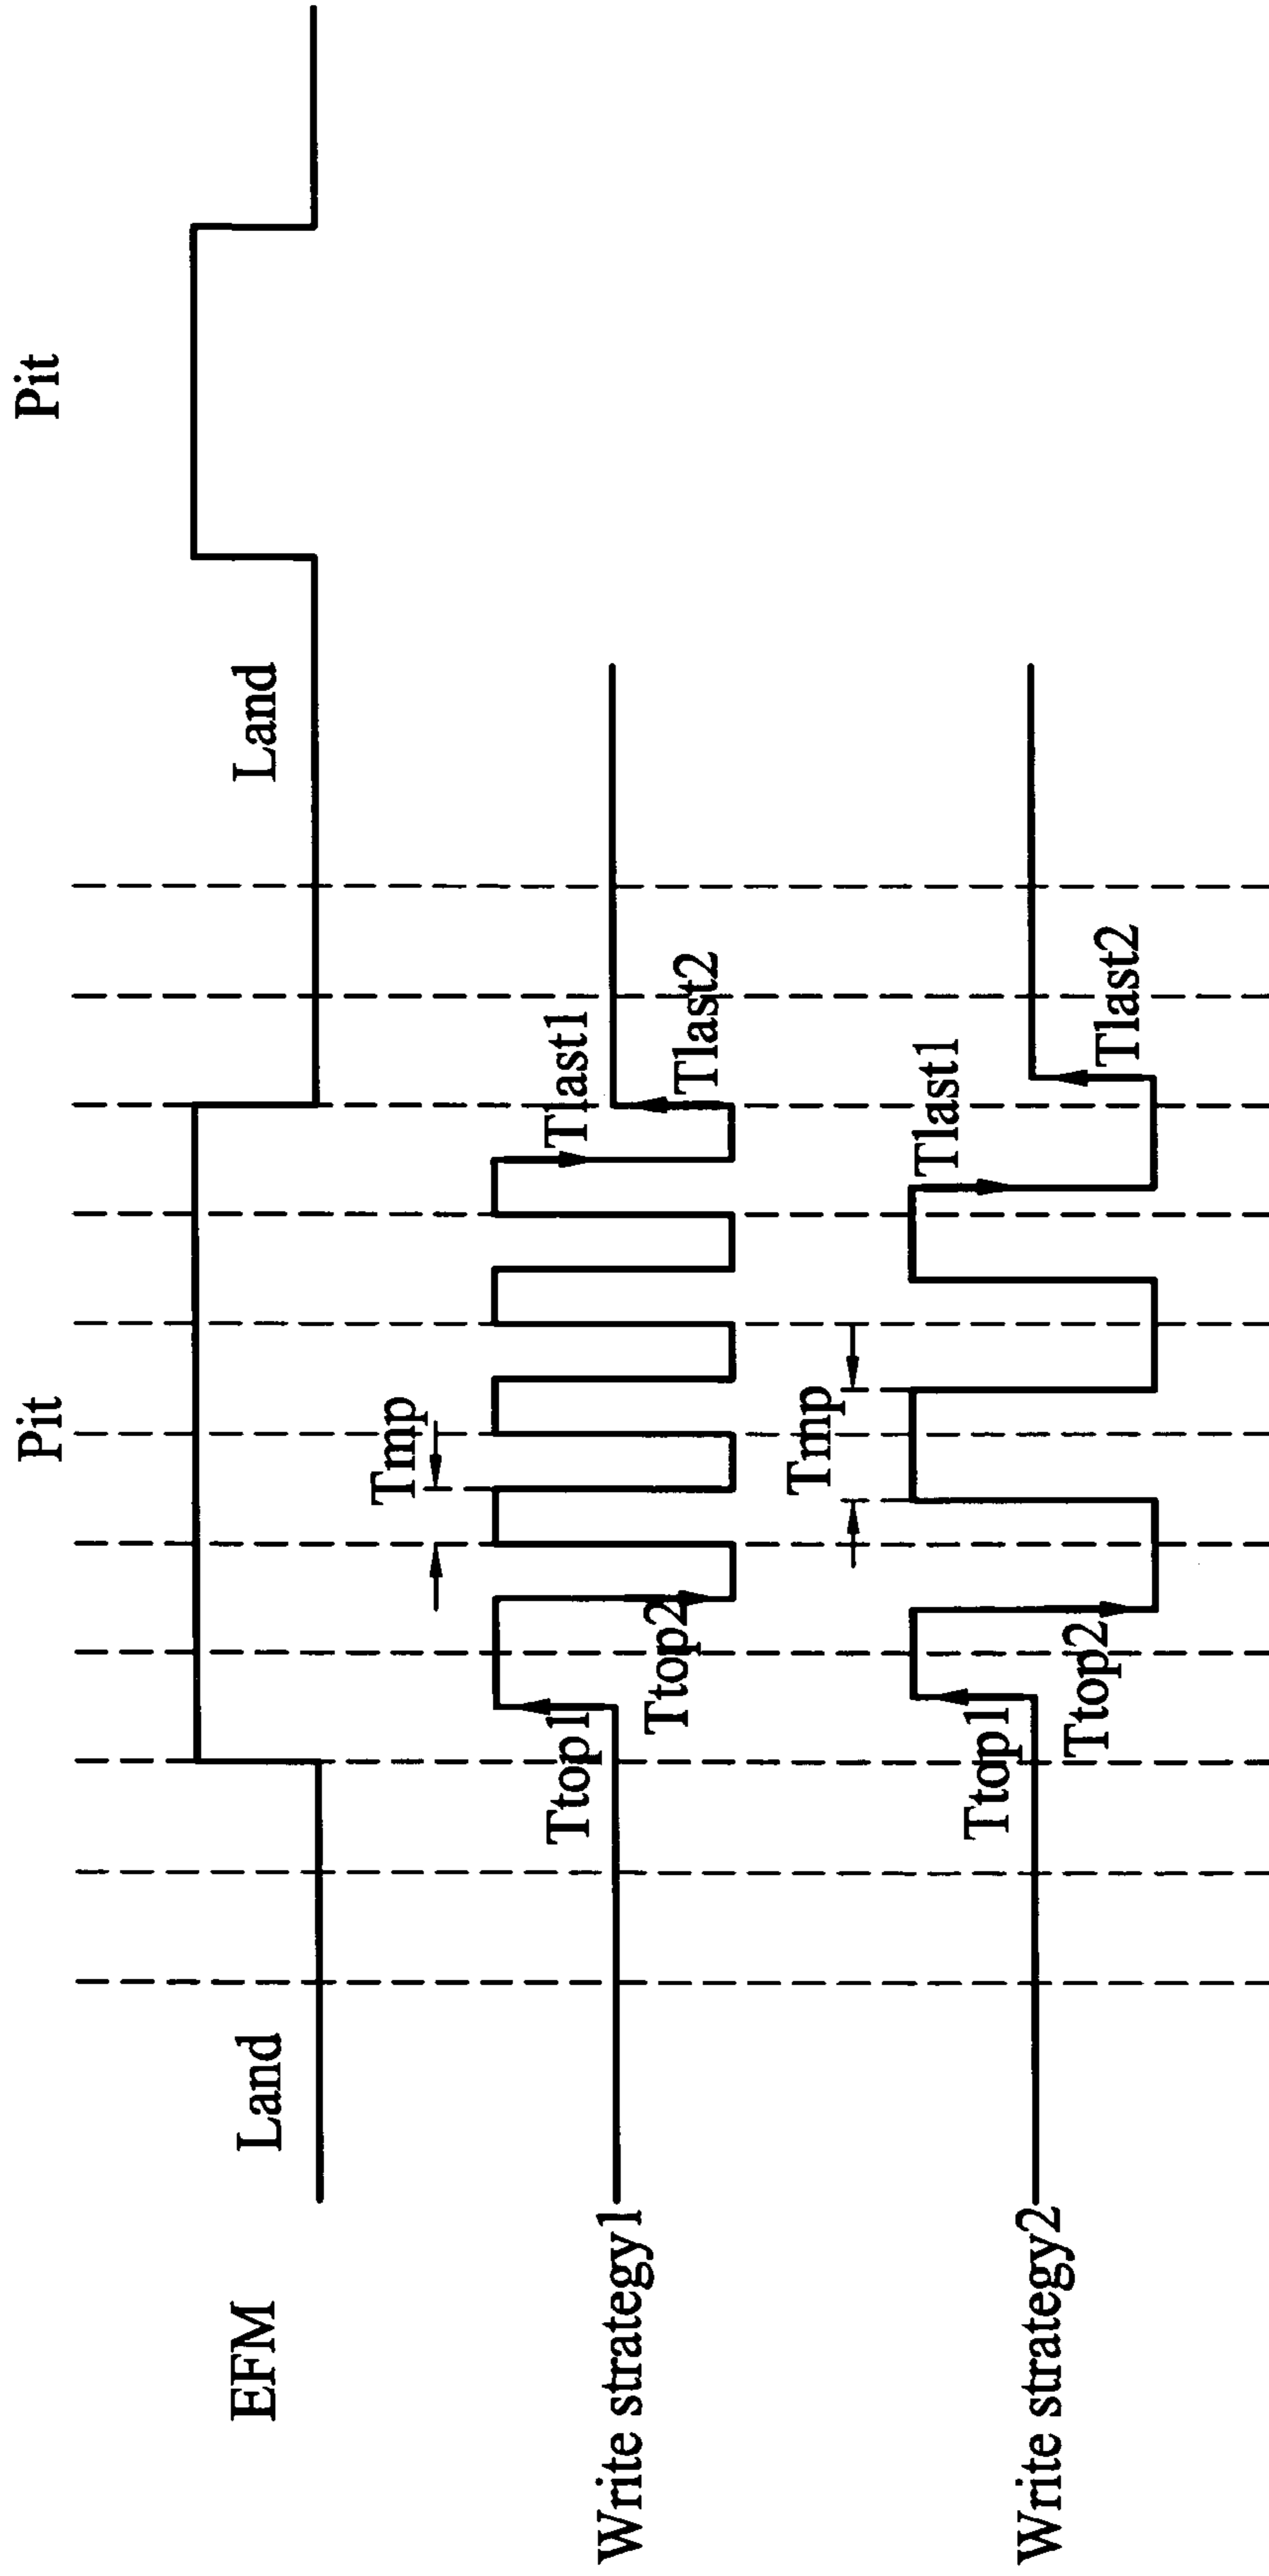 Pit
Pit
EFM
Land
Land
Write strategy1
Ttop1
Ttop2
Tmp
Tlast1
Tlast2
Write strategy2
Ttop1
Ttop2
Tmp
Tlast1
Tlast2